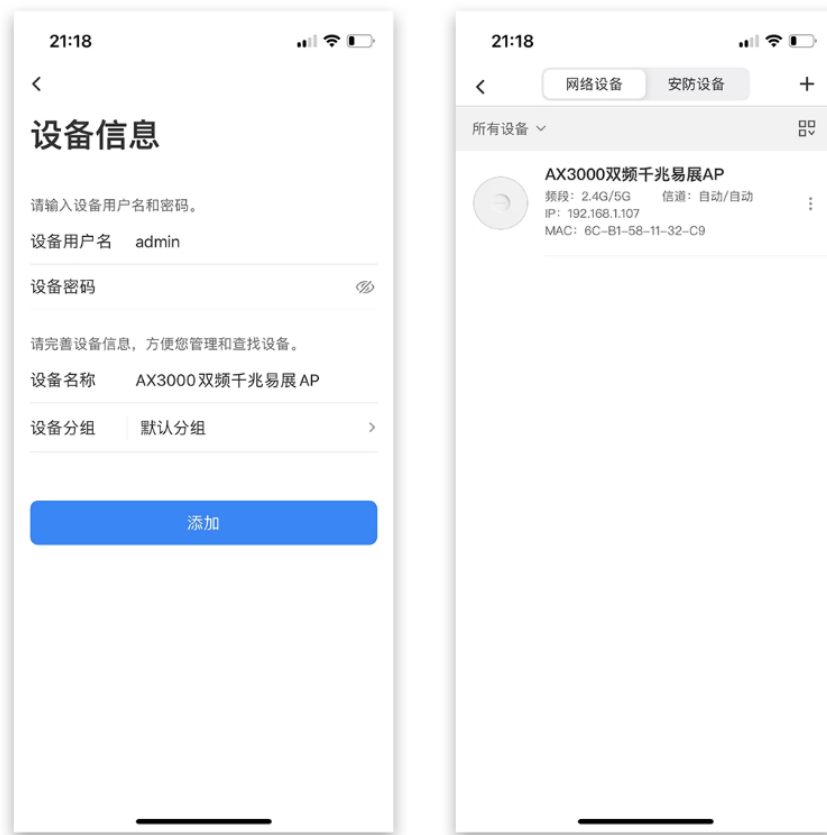 21:18
设备信息
请输入设备用户名和密码。
设备用户名 admin
设备密码
请完善设备信息，方便您管理和查找设备。
设备名称 AX3000双频千兆易展AP
设备分组 默认分组
添加
21:18
网络设备 安防设备
所有设备
AX3000双频千兆易展AP
频段：2.4G/5G 信道：自动/自动
IP：192.168.1.107
MAC：6C-B1-58-11-32-C9